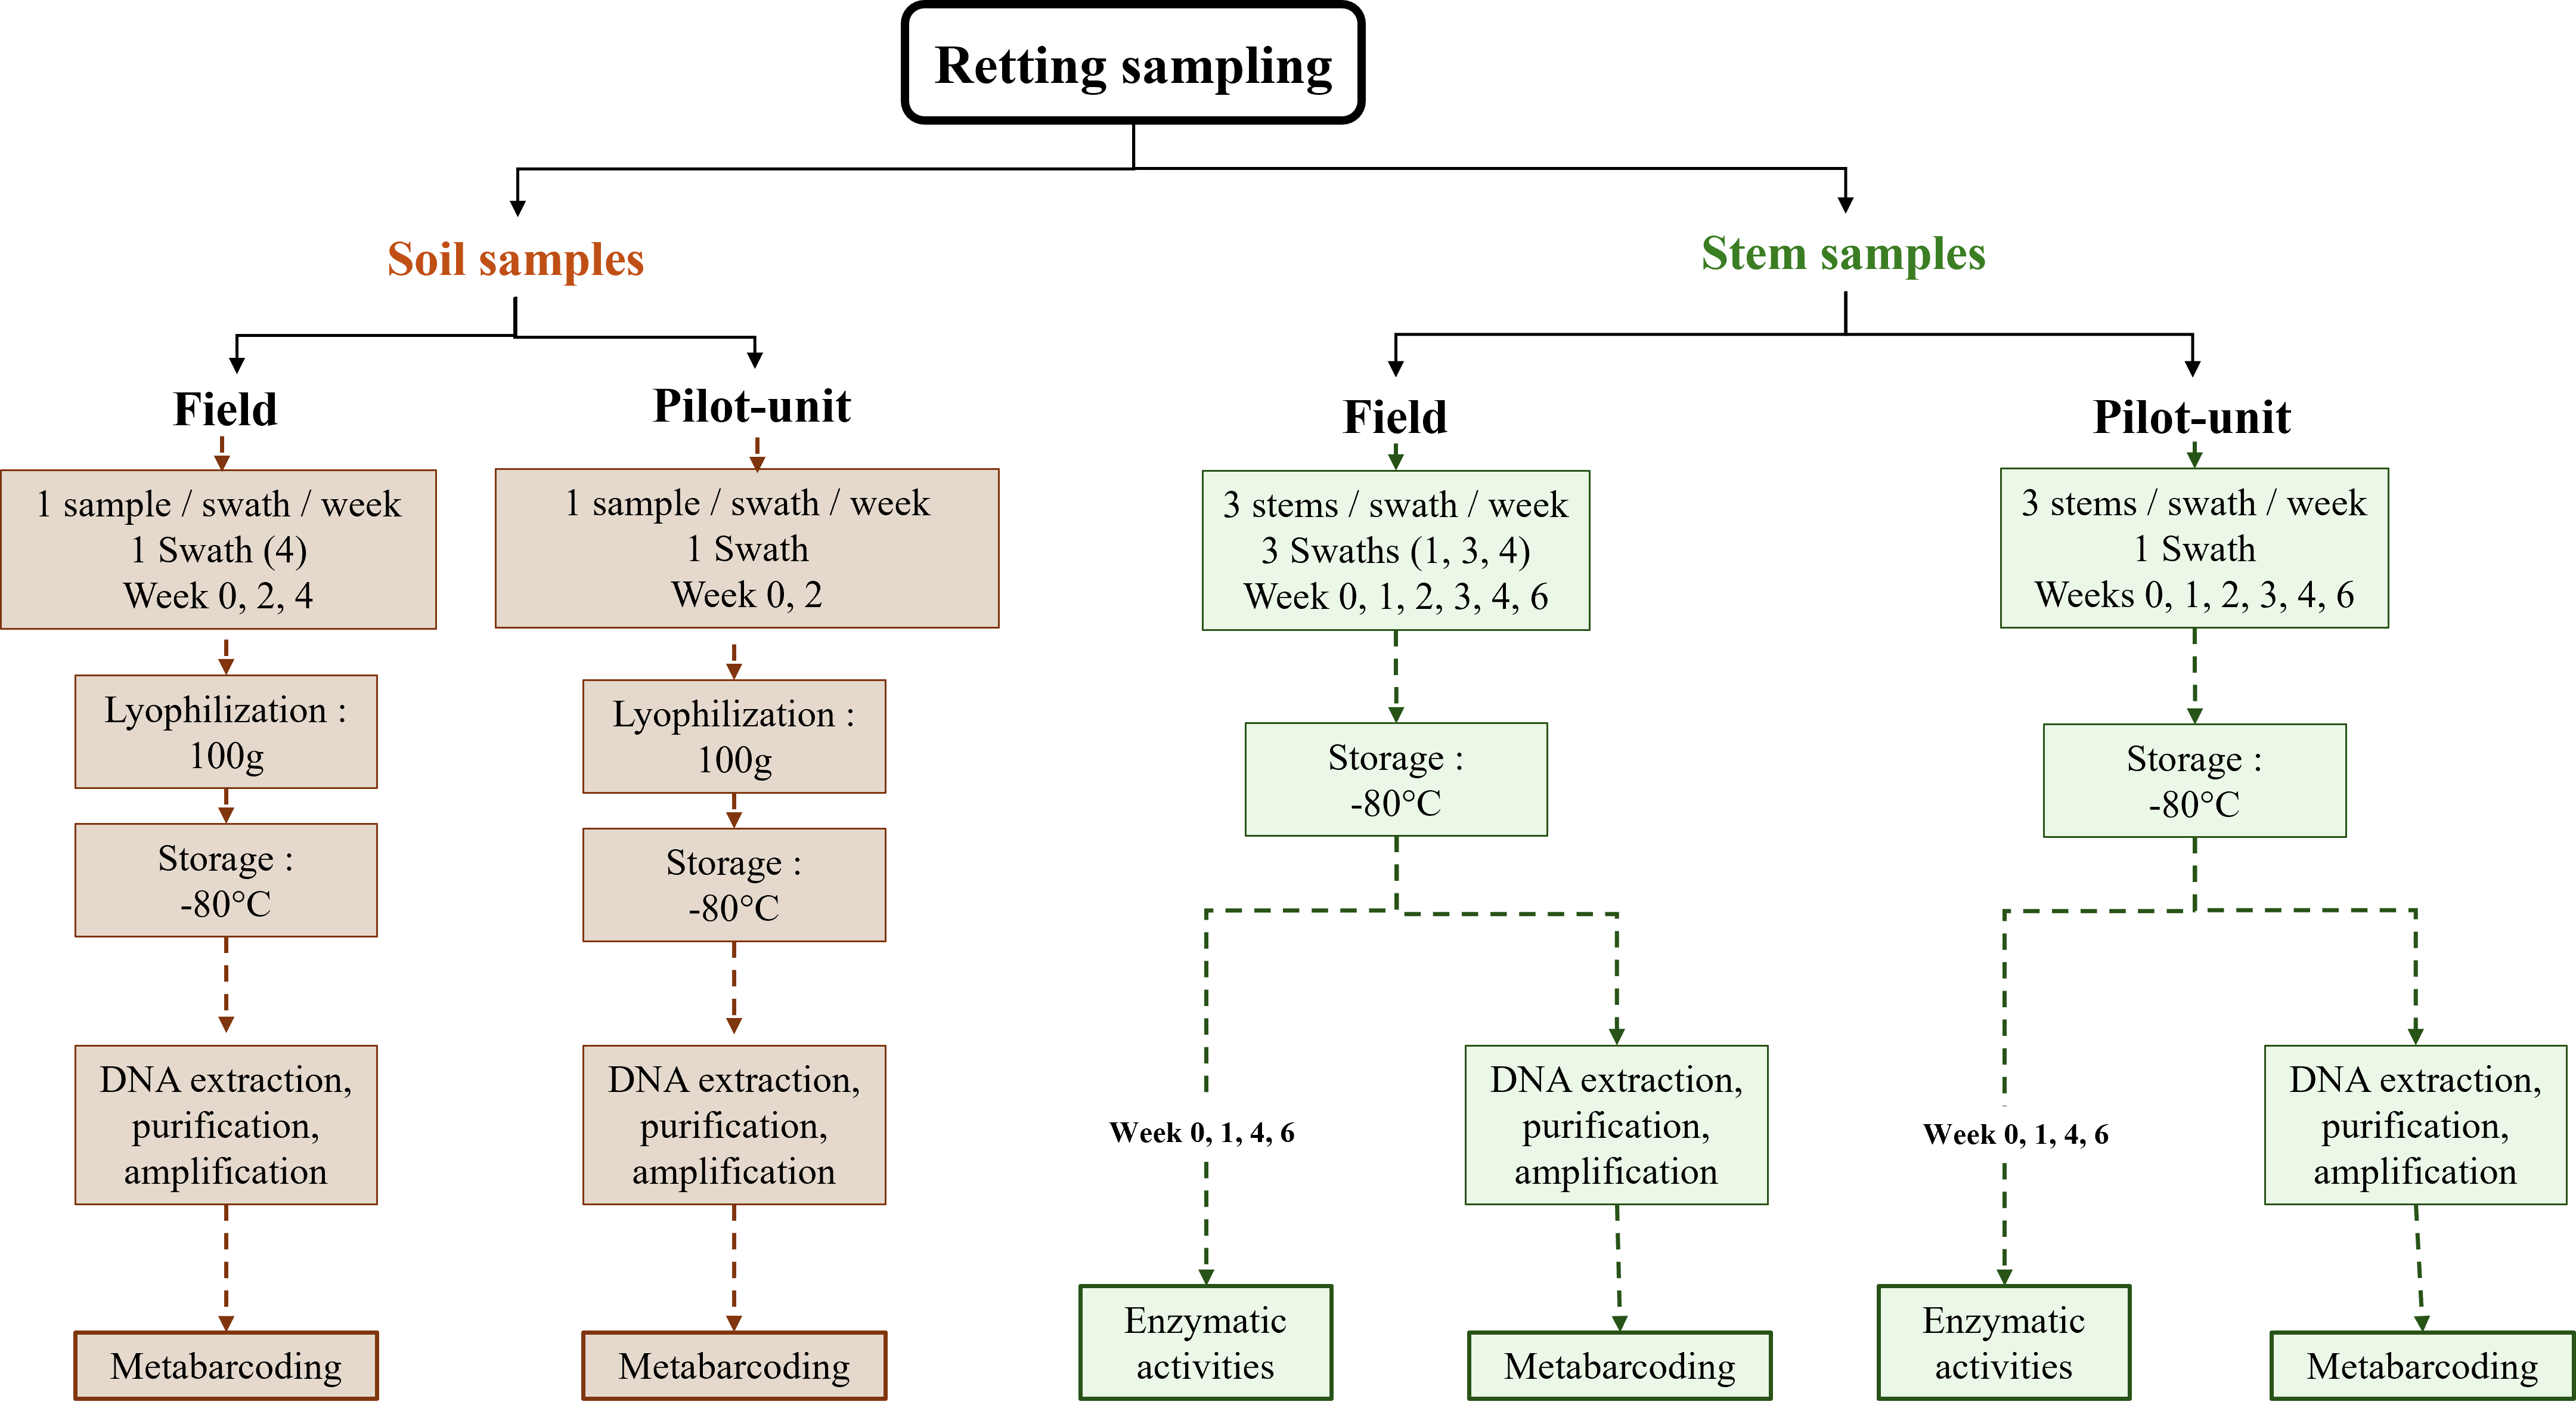 Retting sampling
Soil samples
Stem samples
Field
Pilot-unit
Field
Pilot-unit
1 sample / swath / week
1 Swath (4)
Week 0, 2, 4
1 sample / swath / week
1 Swath
Week 0, 2
3 stems / swath / week
3 Swaths (1, 3, 4)
Week 0, 1, 2, 3, 4, 6
3 stems / swath / week
1 Swath
Weeks 0, 1, 2, 3, 4, 6
Lyophilization :
100g
Lyophilization :
100g
Storage :
-80°C
Storage :
-80°C
Storage :
-80°C
Storage :
-80°C
DNA extraction,
purification,
amplification
DNA extraction,
purification,
amplification
Week 0, 1, 4, 6
DNA extraction,
purification,
amplification
Week 0, 1, 4, 6
DNA extraction,
purification,
amplification
Metabarcoding
Metabarcoding
Enzymatic
activities
Metabarcoding
Enzymatic
activities
Metabarcoding